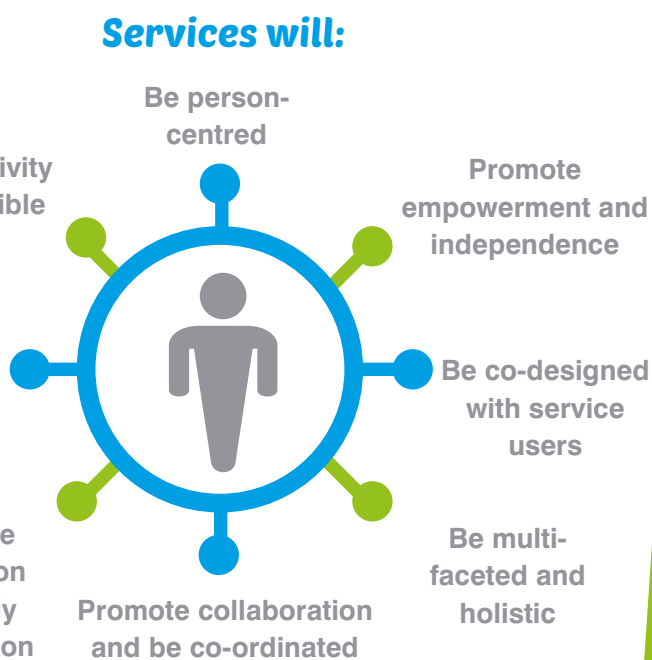 Services will:
Be person-
centred
Promote
empowerment and
independence
Be co-designed
with service
users
Be multi-
faceted and
holistic
Promote collaboration
and be co-ordinated